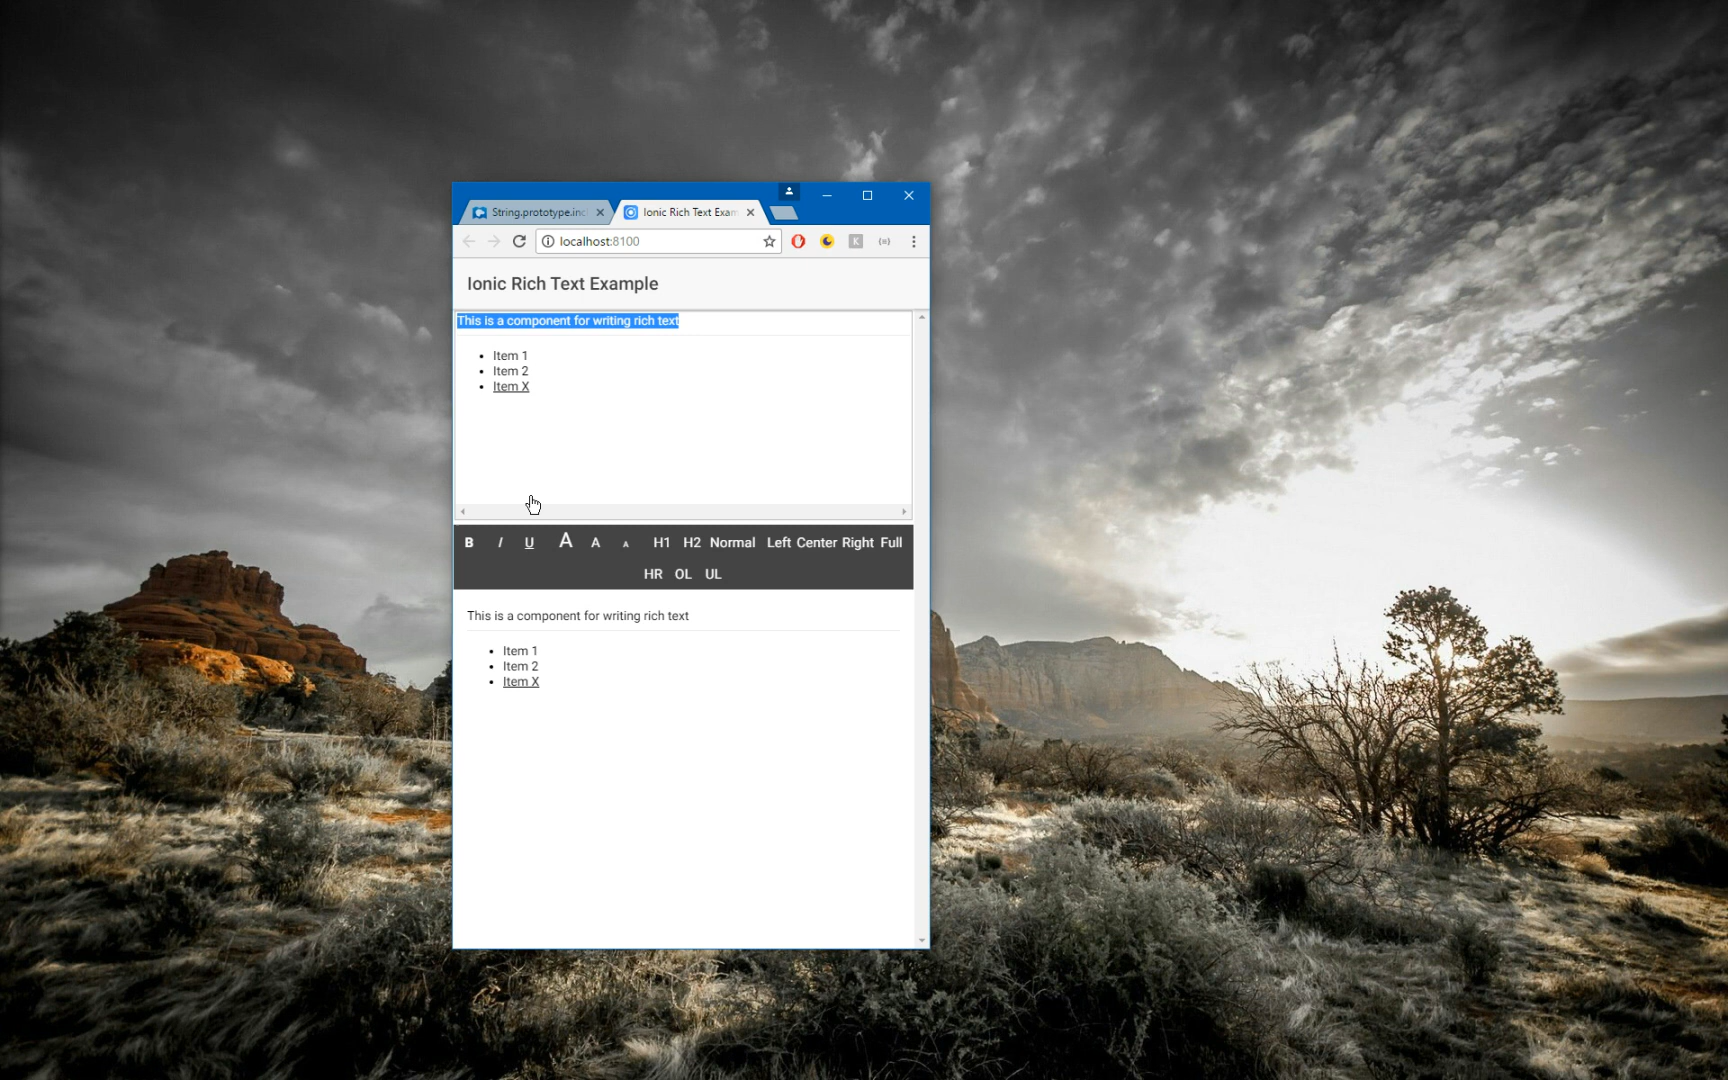 String.prototype.inc
Ionic Rich Text Exam
localhost:8100
K
Ionic Rich Text Example
This is a component for writing rich text
Item 1
Item 2
Item X
B I U A A A H1 H2 Normal Left Center Right Full
HR OL UL
This is a component for writing rich text
Item 1
Item 2
Item X